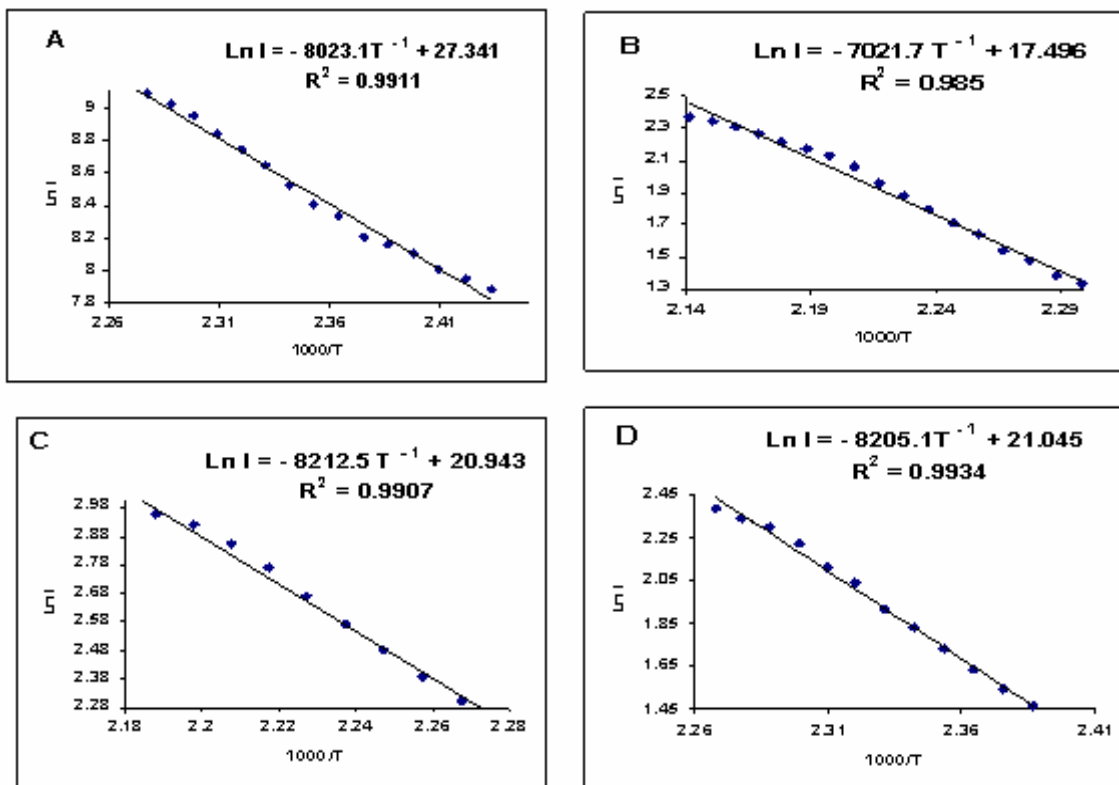 A
Ln I = - 8023.1T ⁻¹ + 27.341
R² = 0.9911
9
8.8
8.6
8.4
8.2
8
7.8
2.26
2.31
2.36
2.41
1000/T
B
Ln I = - 7021.7 T ⁻¹ + 17.496
R² = 0.985
2.5
2.3
2.1
1.9
1.7
1.5
1.3
2.14
2.19
2.24
2.29
1000/T
C
Ln I = - 8212.5 T ⁻¹ + 20.943
R² = 0.9907
2.98
2.88
2.78
2.68
2.58
2.48
2.38
2.28
2.18
2.2
2.22
2.24
2.26
2.28
1000/T
D
Ln I = - 8205.1T ⁻¹ + 21.045
R² = 0.9934
2.45
2.25
2.05
1.85
1.65
1.45
2.26
2.31
2.36
2.41
1000/T